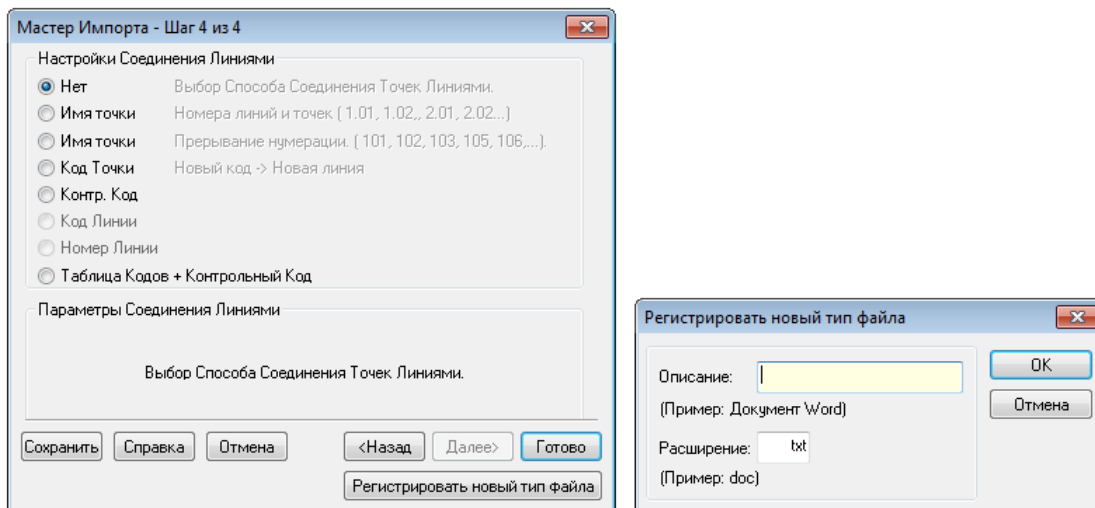 Мастер Импорта - Шаг 4 из 4
Настройки Соединения Линиями
Нет Выбор Способа Соединения Точек Линиями.
Имя точки Номера линий и точек ( 1.01, 1.02,, 2.01, 2.02...)
Имя точки Прерывание нумерации. ( 101, 102, 103, 105, 106,...).
Код Точки Новый код -> Новая линия
Контр. Код
Код Линии
Номер Линии
Таблица Кодов + Контрольный Код
Параметры Соединения Линиями
Выбор Способа Соединения Точек Линиями.
Сохранить Справка Отмена <Назад Далее> Готово
Регистрировать новый тип файла
Регистрировать новый тип файла
Описание: OK
(Пример: Документ Word) Отмена
Расширение: txt
(Пример: doc)